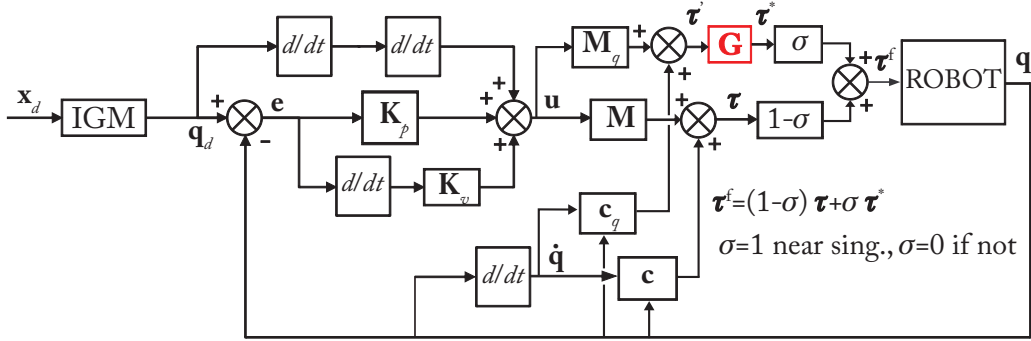 d/dt
d/dt
M_q
+
+
τ'
G
τ*
σ
+
+
τ^f
ROBOT
q
x_d
IGM
q_d
+
-
e
K_p
+
+
+
u
M
+
+
τ
1-σ
d/dt
K_v
c_q
d/dt
q̇
c
τ^f=(1-σ) τ+σ τ*
σ=1 near sing., σ=0 if not